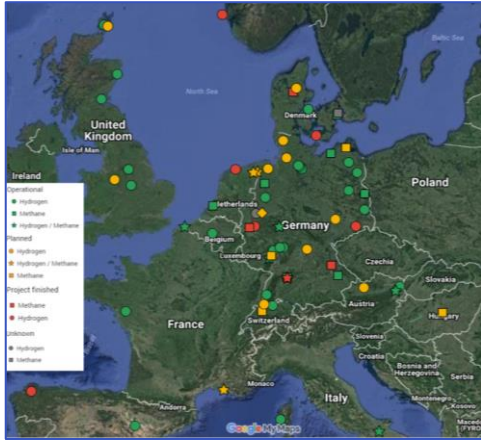 Baltic Sea
North Sea
Denmark
United
Kingdom
Isle of Man
Ireland
Poland
Operational
Hydrogen
Methane
Hydrogen / Methane
Planned
Hydrogen
Hydrogen / Methane
Methane
Project finished
Methane
Hydrogen
Unknown
Hydrogen
Methane
Netherlands
Germany
Belgium
Luxembourg
Czechia
Slovakia
Austria
Hungary
France
Switzerland
Slovenia
Croatia
Bosnia and
Herzegovina
Serbia
Monaco
Italy
Montenegro
Kosovo
Andorra
Google My Maps